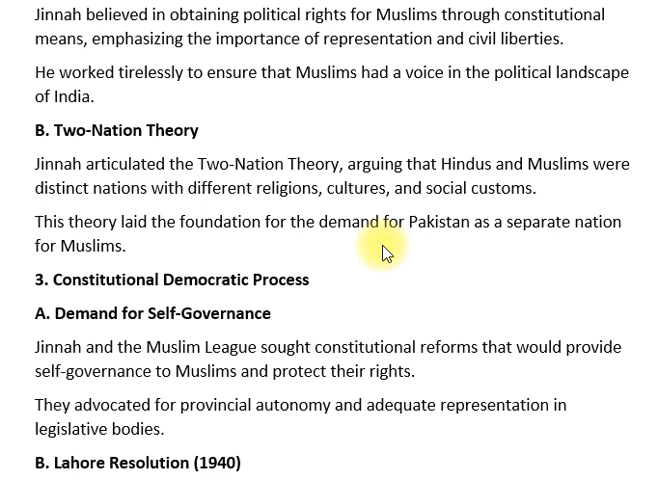 Jinnah believed in obtaining political rights for Muslims through constitutional
means, emphasizing the importance of representation and civil liberties.
He worked tirelessly to ensure that Muslims had a voice in the political landscape
of India.
B. Two-Nation Theory
Jinnah articulated the Two-Nation Theory, arguing that Hindus and Muslims were
distinct nations with different religions, cultures, and social customs.
This theory laid the foundation for the demand for Pakistan as a separate nation
for Muslims.
3. Constitutional Democratic Process
A. Demand for Self-Governance
Jinnah and the Muslim League sought constitutional reforms that would provide
self-governance to Muslims and protect their rights.
They advocated for provincial autonomy and adequate representation in
legislative bodies.
B. Lahore Resolution (1940)